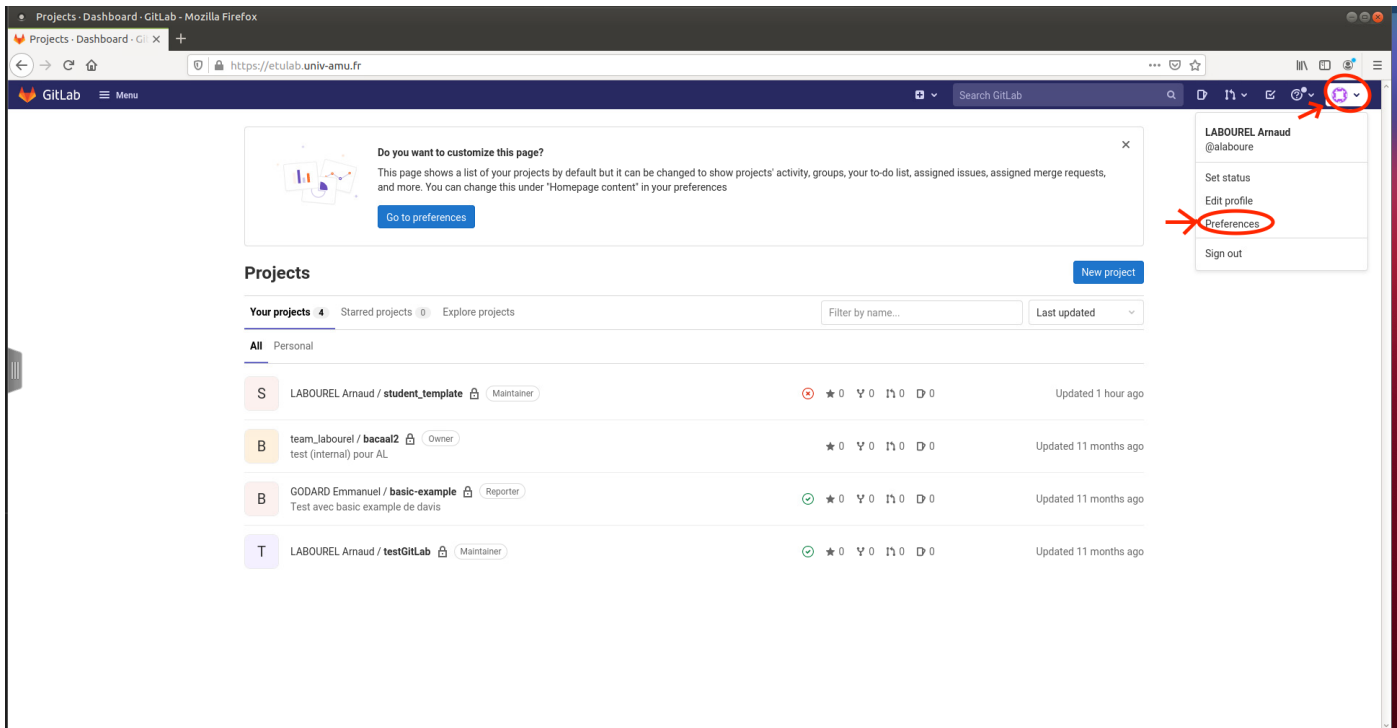 Projects · Dashboard · GitLab - Mozilla Firefox
Projects · Dashboard · Gi
https://etulab.univ-amu.fr
GitLab Menu Search GitLab
LABOUREL Arnaud
@alaboure
Set status
Edit profile
Preferences
Sign out
Do you want to customize this page?
This page shows a list of your projects by default but it can be changed to show projects' activity, groups, your to-do list, assigned issues, assigned merge requests,
and more. You can change this under "Homepage content" in your preferences
Go to preferences
Projects New project
Your projects 4 Starred projects 0 Explore projects Filter by name... Last updated
All Personal
S LABOUREL Arnaud / student_template Maintainer 0 0 0 0 Updated 1 hour ago
B team_labourel / bacaal2 Owner 0 0 0 0 Updated 11 months ago
test (internal) pour AL
B GODARD Emmanuel / basic-example Reporter 0 0 0 0 Updated 11 months ago
Test avec basic example de davis
T LABOUREL Arnaud / testGitLab Maintainer 0 0 0 0 Updated 11 months ago